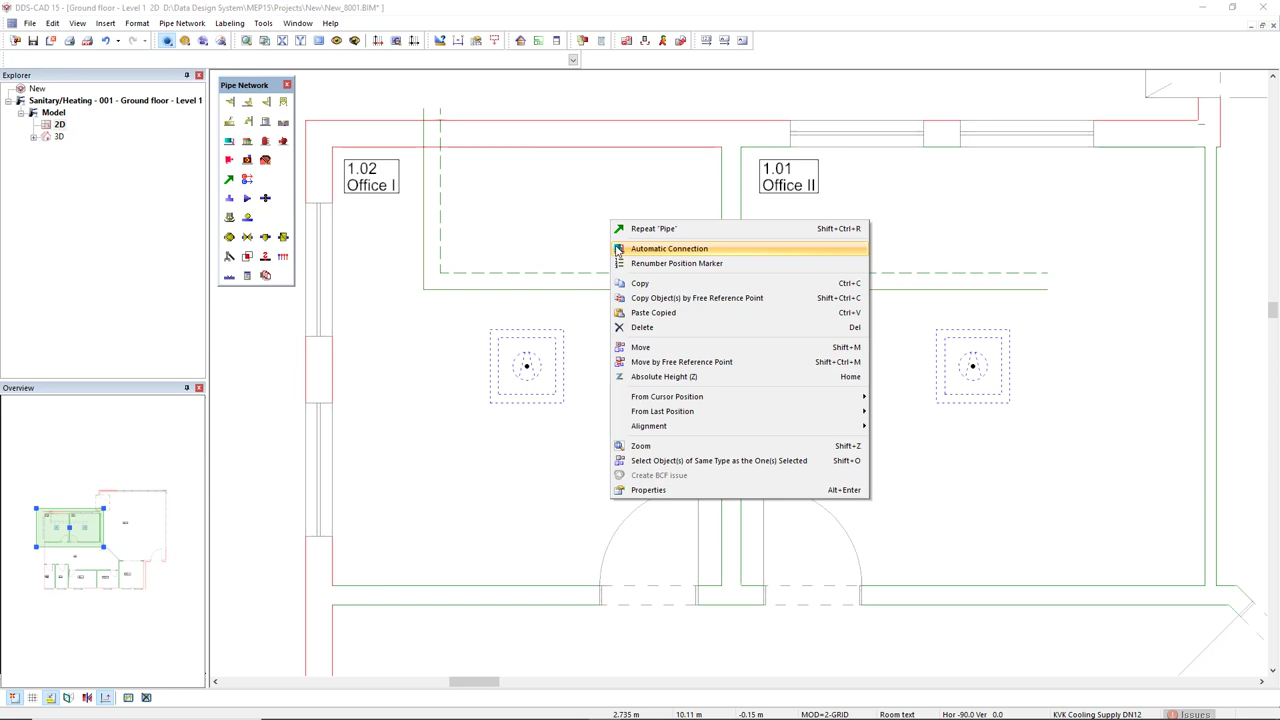 DDS-CAD 15 - [Ground floor - Level 1  2D  D:\Data Design System\MEP15\Projects\New\New_8001.BIM*]
File Edit View Insert Format Pipe Network Labeling Tools Window Help
Explorer
New
Sanitary/Heating - 001 - Ground floor - Level 1
Model
2D
3D
Overview
Pipe Network
1.02
Office I
1.01
Office II
Repeat "Pipe" Shift+Ctrl+R
Automatic Connection
Renumber Position Marker
Copy Ctrl+C
Copy Object(s) by Free Reference Point Shift+Ctrl+C
Paste Copied Ctrl+V
Delete Del
Move Shift+M
Move by Free Reference Point Shift+Ctrl+M
Absolute Height (Z) Home
From Cursor Position
From Last Position
Alignment
Zoom Shift+Z
Select Object(s) of Same Type as the One(s) Selected Shift+O
Create BCF issue
Properties Alt+Enter
2.735 m 10.11 m -0.15 m MOD=2-GRID Room text Hor -90.0 Ver 0.0 KVK Cooling Supply DN12 Issues